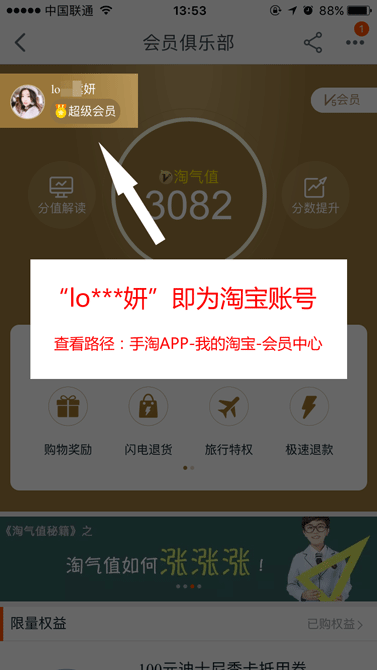 中国联通 13:53 88%
会员俱乐部 1
lo 妍
超级会员
V5会员
淘气值
3082
分值解读
分数提升
“lo***妍”即为淘宝账号
查看路径：手淘APP-我的淘宝-会员中心
购物奖励 闪电退货 旅行特权 极速退款
《淘气值秘籍》之
淘气值如何涨涨涨！
限量权益 已购权益 >
100元迪士尼季卡抵用券